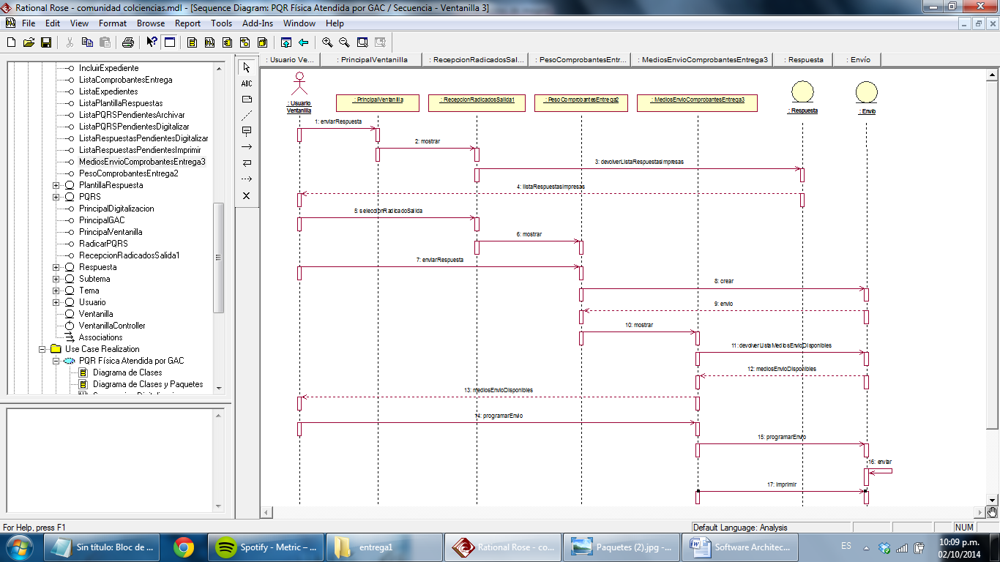 Rational Rose - comunidad colciencias.mdl - [Sequence Diagram: PQR Física Atendida por GAC / Secuencia - Ventanilla 3]
File Edit View Format Browse Report Tools Add-Ins Window Help
IncluirExpediente
ListaComprobantesEntrega
ListaExpedientes
ListaPlantillaRespuestas
ListaPQRSPendientesArchivar
ListaPQRSPendientesDigitalizar
ListaRespuestasPendientesDigitalizar
ListaRespuestasPendientesImprimir
MediosEnvioComprobantesEntrega3
PesoComprobantesEntrega2
PlantillaRespuesta
PQRS
PrincipalDigitalizacion
PrincipalGAC
PrincipalVentanilla
RadicarPQRS
RecepcionRadicadosSalida1
Respuesta
Subtema
Tema
Usuario
Ventanilla
VentanillaController
Associations
Use Case Realization
PQR Física Atendida por GAC
Diagrama de Clases
Diagrama de Clases y Paquetes
ABC
: Usuario Ve... : PrincipalVentanilla : RecepcionRadicadosSal... : PesoComprobantesEntr... : MediosEnvioComprobantesEntrega3 : Respuesta : Envío
: Usuario
Ventanilla
: PrincipalVentanilla
: RecepcionRadicadosSalida1
: PesoComprobantesEntrega2
: MediosEnvioComprobantesEntrega3
: Respuesta
: Envío
1: enviarRespuesta
2: mostrar
3: devolverListaRespuestasImpresas
4: listaRespuestasImpresas
5: seleccionRadicadoSalida
6: mostrar
7: enviarRespuesta
8: crear
9: envio
10: mostrar
11: devolverListaMediosEnvioDisponibles
12: mediosEnvioDisponibles
13: mediosEnvioDisponibles
14: programarEnvio
15: programarEnvio
16: enviar
17: imprimir
For Help, press F1
Default Language: Analysis
NUM
Sin título: Bloc de ...
Spotify - Metric – ...
entrega1
Rational Rose - co...
Paquetes (2).jpg -...
Software Architec...
ES
10:09 p.m.
02/10/2014